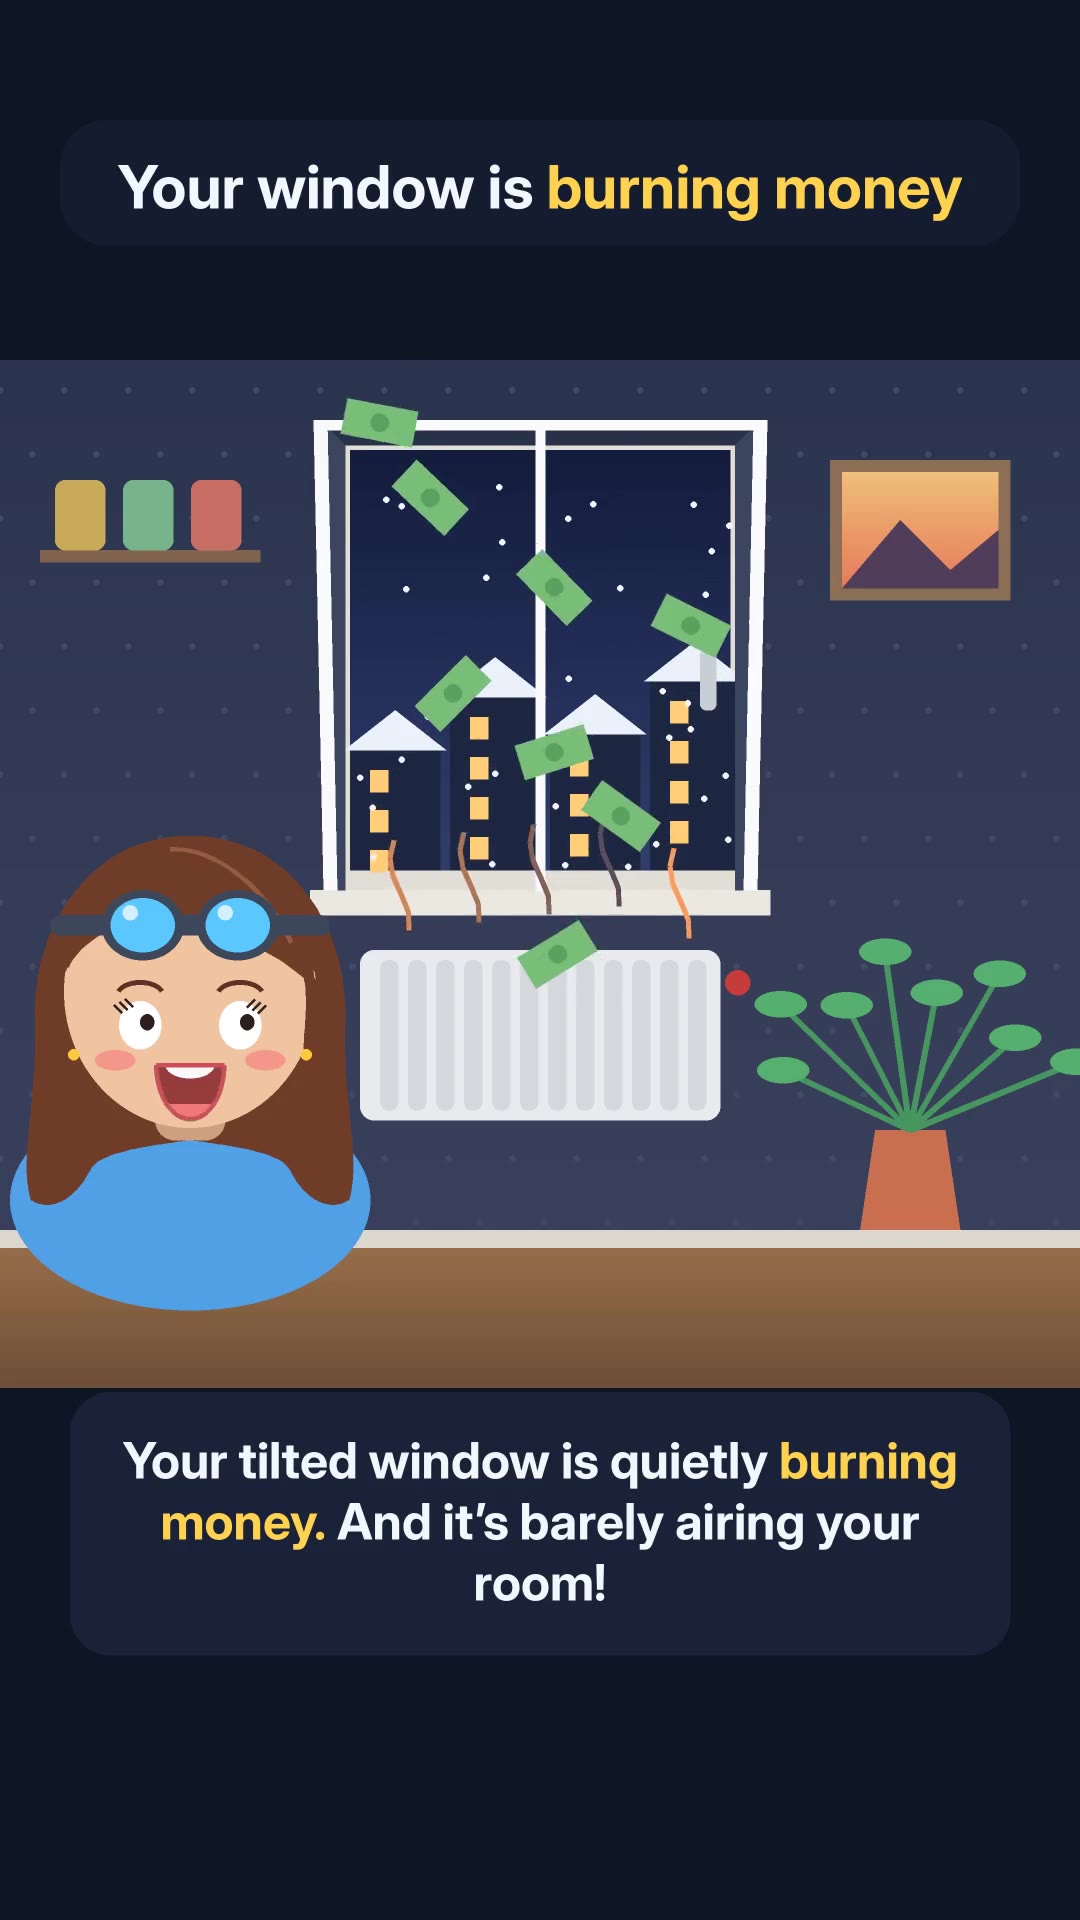 Your window is burning money
Your tilted window is quietly burning
money. And it’s barely airing your
room!